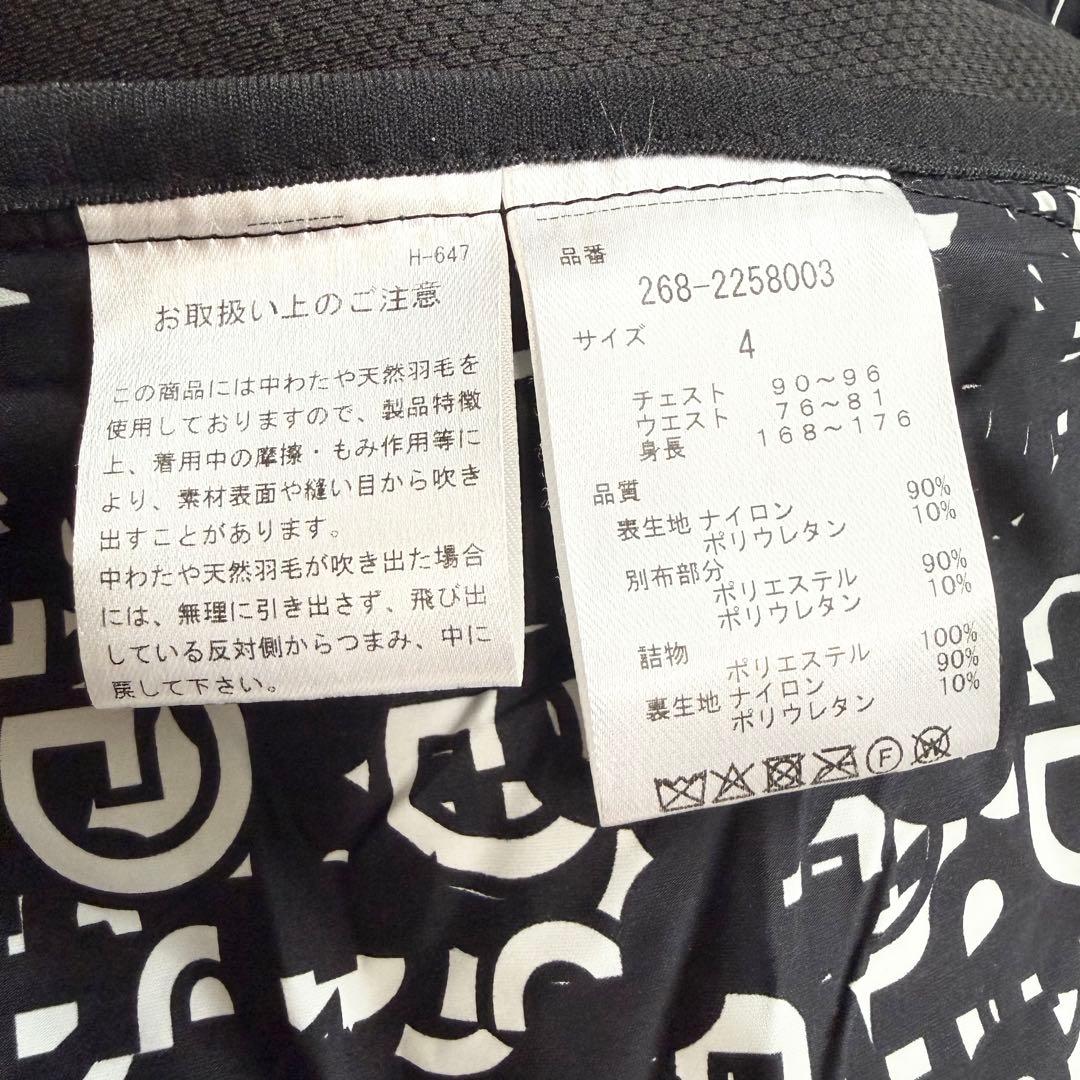 H-647
お取扱い上のご注意
この商品には中わたや天然羽毛を
使用しておりますので、製品特徴
上、着用中の摩擦・もみ作用等に
より、素材表面や縫い目から吹き
出すことがあります。
中わたや天然羽毛が吹き出た場合
には、無理に引き出さず、飛び出
している反対側からつまみ、中に
戻して下さい。
品番
268-2258003
サイズ
4
チェスト 90～96
ウエスト 76～81
身長 168～176
品質
表生地 ナイロン 90%
ポリウレタン 10%
別布部分
ポリエステル 90%
ポリウレタン 10%
詰物
ポリエステル 100%
裏生地 ナイロン 90%
ポリウレタン 10%
F
W